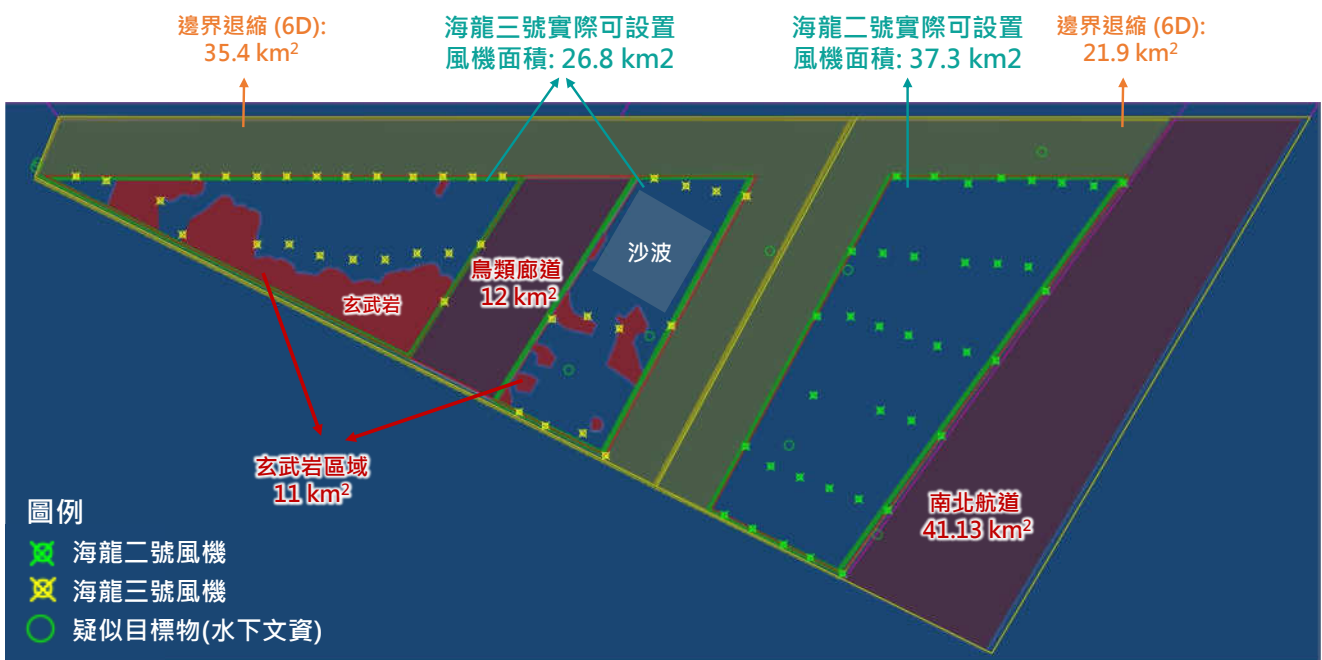 邊界退縮 (6D):
35.4 km²
海龍三號實際可設置
風機面積: 26.8 km2
海龍二號實際可設置
風機面積: 37.3 km2
邊界退縮 (6D):
21.9 km²
沙波
鳥類廊道
12 km²
玄武岩
玄武岩區域
11 km²
南北航道
41.13 km²
圖例
海龍二號風機
海龍三號風機
疑似目標物(水下文資)